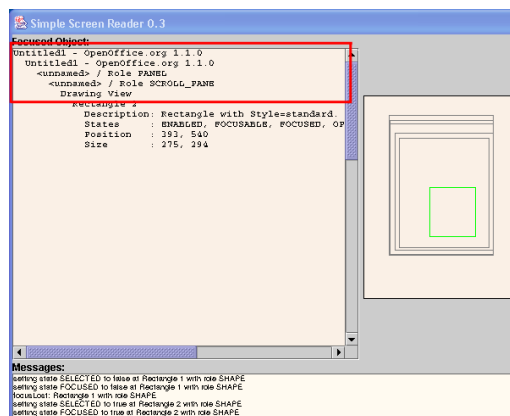 Simple Screen Reader 0.3
Focused Object:
Untitled1 - OpenOffice.org 1.1.0
Untitled1 - OpenOffice.org 1.1.0
<unnamed> / Role PANEL
<unnamed> / Role SCROLL_PANE
Drawing View
Rectangle 2
Description: Rectangle with Style=standard.
States : ENABLED, FOCUSABLE, FOCUSED, OP
Position : 393, 540
Size : 275, 294
Messages:
setting state SELECTED to false at Rectangle 1 with role SHAPE
setting state FOCUSED to false at Rectangle 1 with role SHAPE
focusLost: Rectangle 1 with role SHAPE
setting state SELECTED to true at Rectangle 2 with role SHAPE
setting state FOCUSED to true at Rectangle 2 with role SHAPE